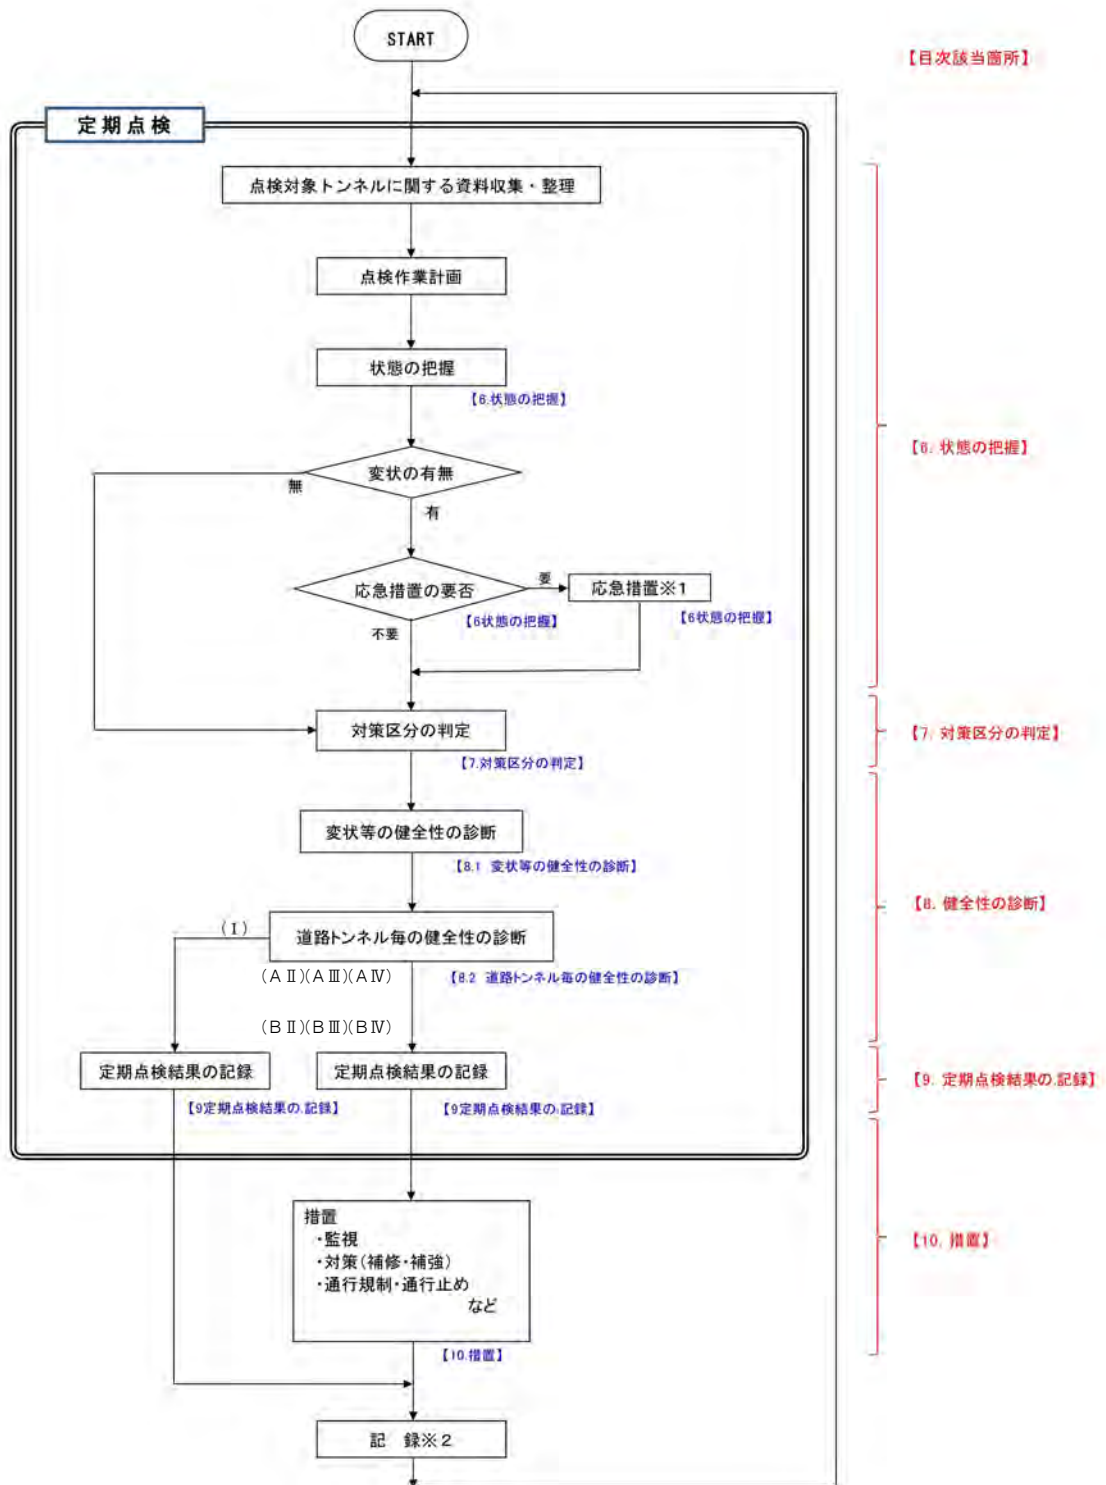 START
【目次該当箇所】
定期点検
点検対象トンネルに関する資料収集・整理
点検作業計画
状態の把握
【6.状態の把握】
【6. 状態の把握】
変状の有無
無
有
応急措置の要否
要
応急措置※1
【6状態の把握】
【6状態の把握】
不要
対策区分の判定
【7. 対策区分の判定】
【7.対策区分の判定】
変状等の健全性の診断
【8.1 変状等の健全性の診断】
【8. 健全性の診断】
(Ⅰ)
道路トンネル毎の健全性の診断
(AⅡ)(AⅢ)(AⅣ)
【8.2 道路トンネル毎の健全性の診断】
(BⅡ)(BⅢ)(BⅣ)
定期点検結果の記録
定期点検結果の記録
【9. 定期点検結果の記録】
【9定期点検結果の記録】
【9定期点検結果の記録】
措置
・監視
・対策(補修・補強)
・通行規制・通行止め
など
【10. 措置】
【10.措置】
記 録※2